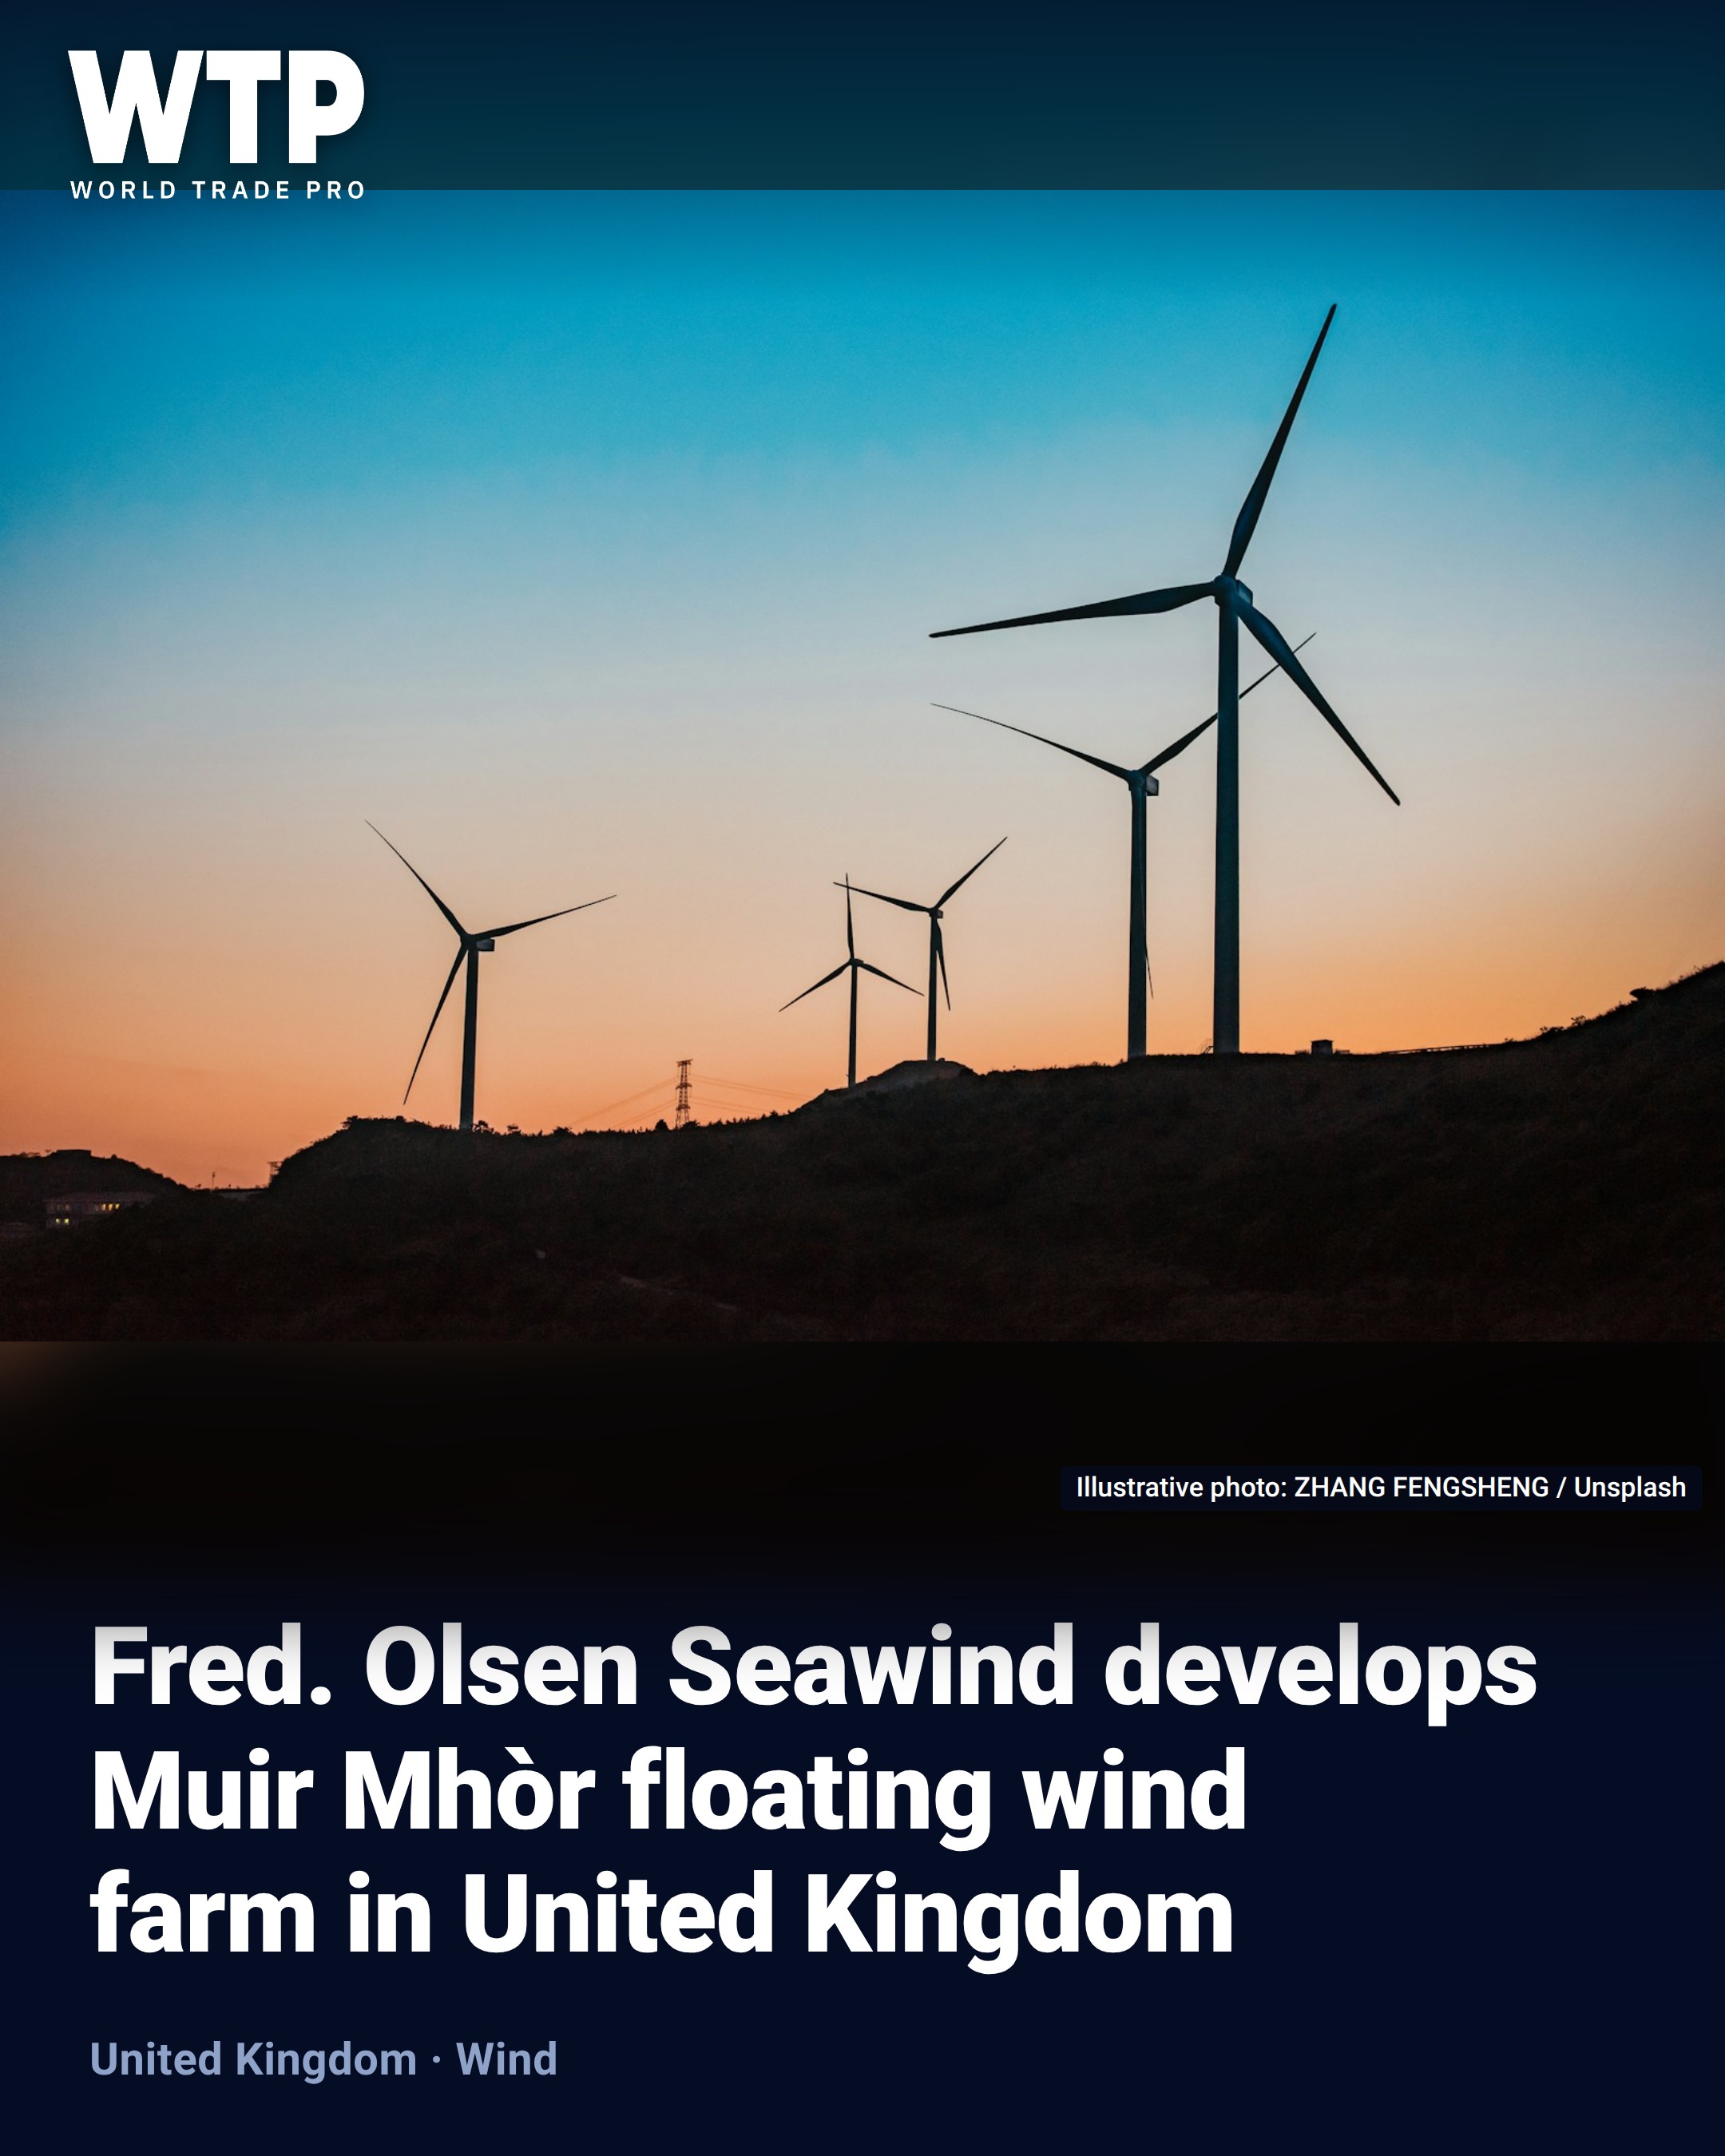 WTP
WORLD TRADE PRO
Illustrative photo: ZHANG FENGSHENG / Unsplash
Fred. Olsen Seawind develops
Muir Mhòr floating wind
farm in United Kingdom
United Kingdom · Wind